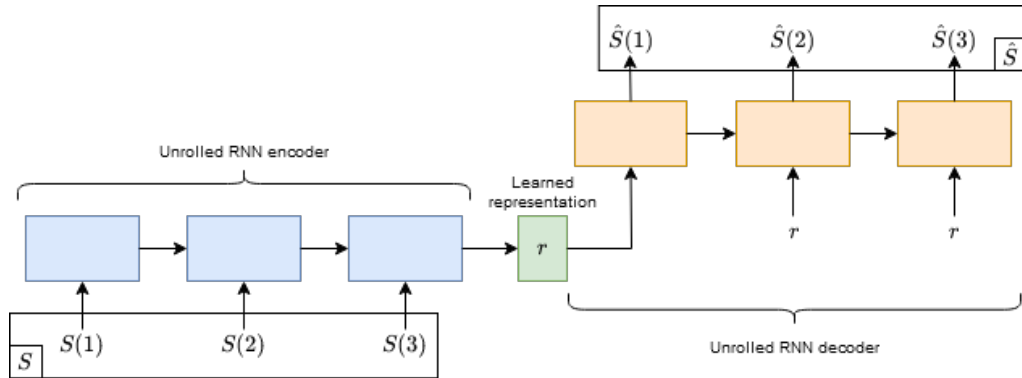 Ŝ(1) Ŝ(2) Ŝ(3)
Ŝ
Unrolled RNN encoder
Learned
representation
r
r r
S(1) S(2) S(3)
S
Unrolled RNN decoder